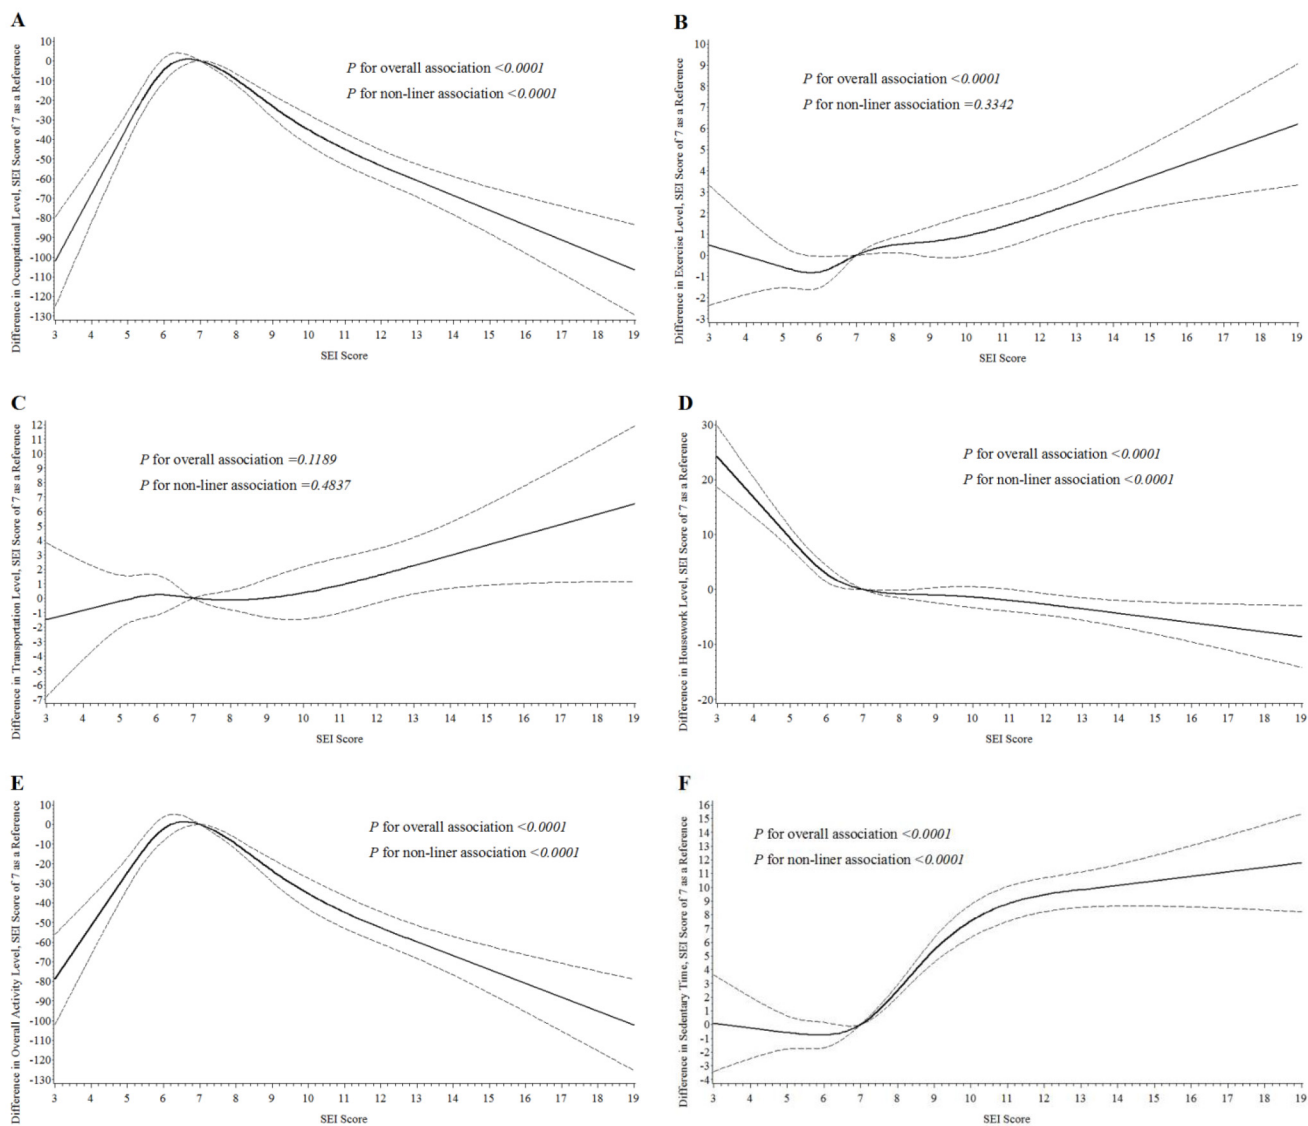 A
Difference in Occupational Level, SEI Score of 7 as a Reference
10
0
-10
-20
-30
-40
-50
-60
-70
-80
-90
-100
-110
-120
-130
P for overall association <0.0001
P for non-liner association <0.0001
3 4 5 6 7 8 9 10 11 12 13 14 15 16 17 18 19
SEI Score
B
Difference in Exercise Level, SEI Score of 7 as a Reference
10
9
8
7
6
5
4
3
2
1
0
-1
-2
-3
P for overall association <0.0001
P for non-liner association =0.3342
3 4 5 6 7 8 9 10 11 12 13 14 15 16 17 18 19
SEI Score
C
Difference in Transportation Level, SEI Score of 7 as a Reference
12
11
10
9
8
7
6
5
4
3
2
1
0
-1
-2
-3
-4
-5
-6
-7
P for overall association =0.1189
P for non-liner association =0.4837
3 4 5 6 7 8 9 10 11 12 13 14 15 16 17 18 19
SEI Score
D
Difference in Housework Level, SEI Score of 7 as a Reference
30
20
10
0
-10
-20
P for overall association <0.0001
P for non-liner association <0.0001
3 4 5 6 7 8 9 10 11 12 13 14 15 16 17 18 19
SEI Score
E
Difference in Overall Activity Level, SEI Score of 7 as a Reference
10
0
-10
-20
-30
-40
-50
-60
-70
-80
-90
-100
-110
-120
-130
P for overall association <0.0001
P for non-liner association <0.0001
3 4 5 6 7 8 9 10 11 12 13 14 15 16 17 18 19
SEI Score
F
Difference in Sedentary Time, SEI Score of 7 as a Reference
16
15
14
13
12
11
10
9
8
7
6
5
4
3
2
1
0
-1
-2
-3
-4
P for overall association <0.0001
P for non-liner association <0.0001
3 4 5 6 7 8 9 10 11 12 13 14 15 16 17 18 19
SEI Score